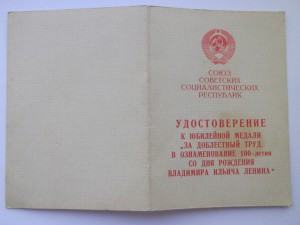 СОЮЗ
СОВЕТСКИХ
СОЦИАЛИСТИЧЕСКИХ
РЕСПУБЛИК
УДОСТОВЕРЕНИЕ
К ЮБИЛЕЙНОЙ МЕДАЛИ
„ЗА ДОБЛЕСТНЫЙ ТРУД.
В ОЗНАМЕНОВАНИЕ 100-летия
СО ДНЯ РОЖДЕНИЯ
ВЛАДИМИРА ИЛЬИЧА ЛЕНИНА“